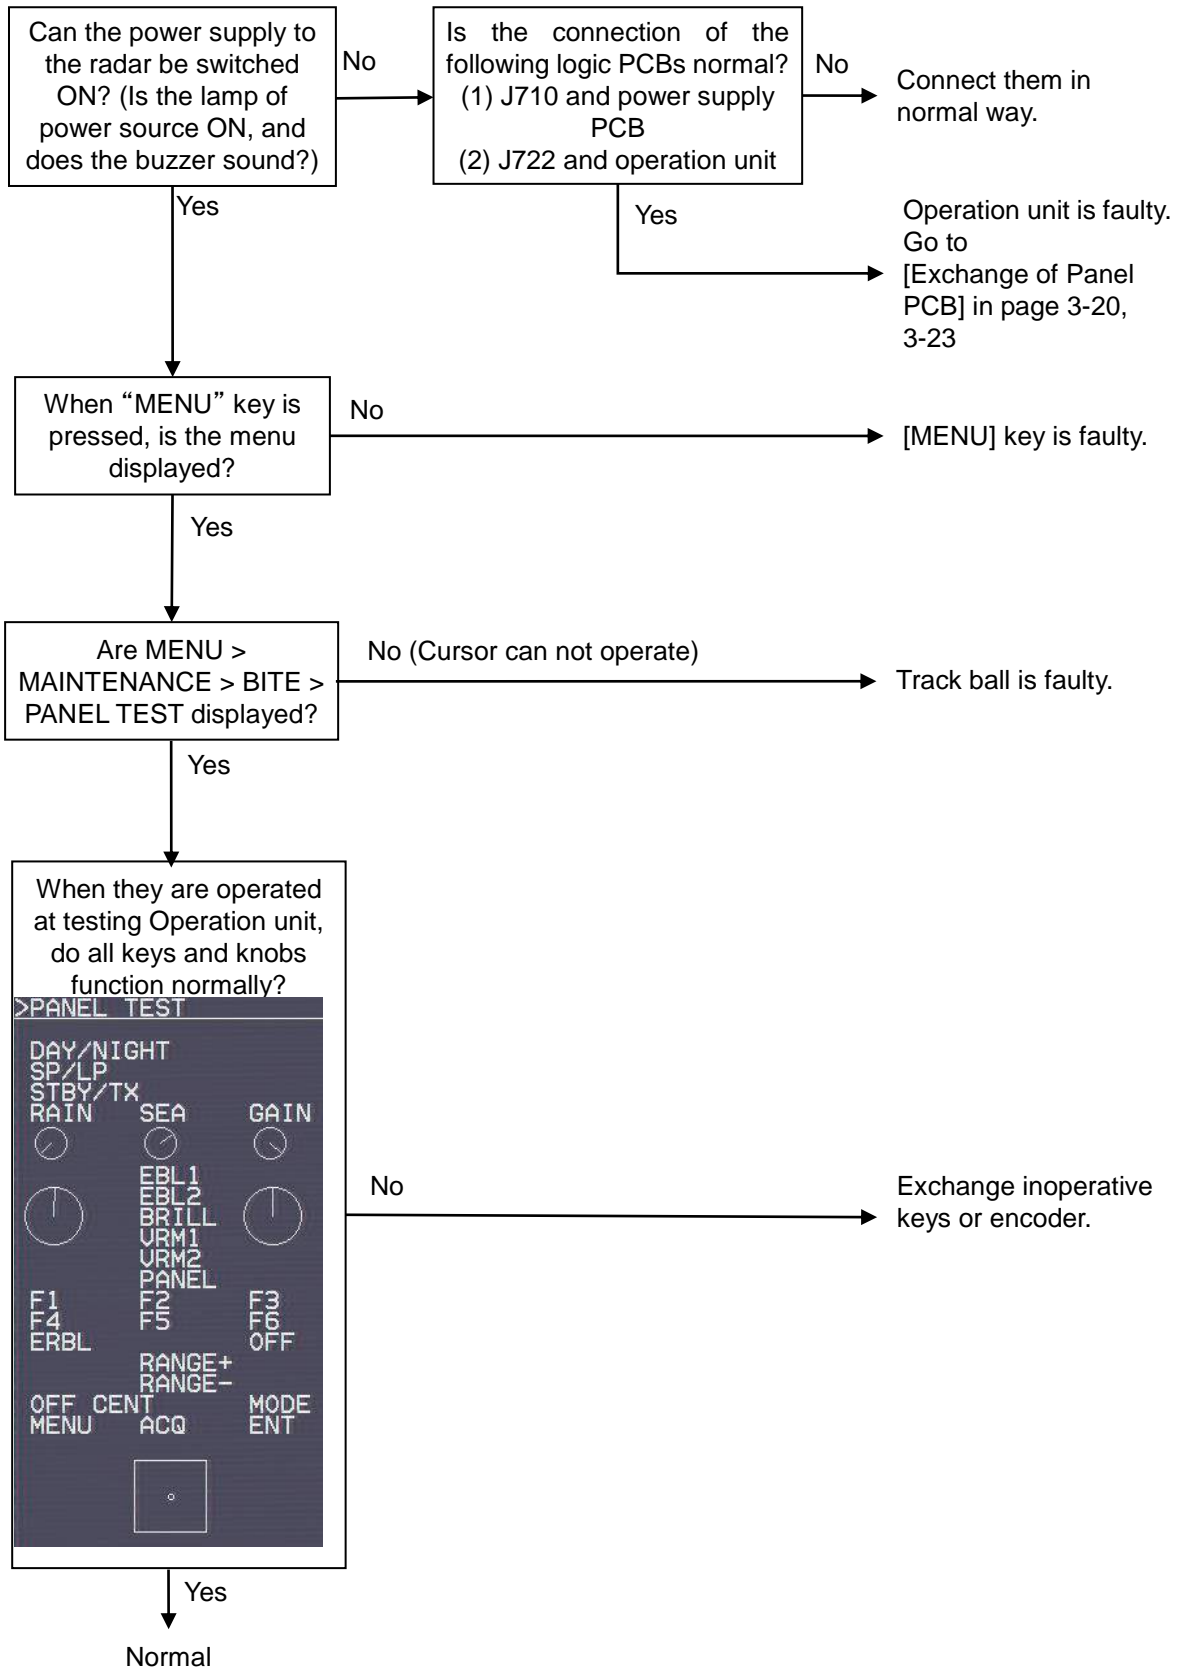 Can the power supply to
the radar be switched
ON? (Is the lamp of
power source ON, and
does the buzzer sound?)
No
Is the connection of the
following logic PCBs normal?
(1) J710 and power supply
PCB
(2) J722 and operation unit
No
Connect them in
normal way.
Yes
Yes
Operation unit is faulty.
Go to
[Exchange of Panel
PCB] in page 3-20,
3-23
When “MENU” key is
pressed, is the menu
displayed?
No
[MENU] key is faulty.
Yes
Are MENU >
MAINTENANCE > BITE >
PANEL TEST displayed?
No (Cursor can not operate)
Track ball is faulty.
Yes
When they are operated
at testing Operation unit,
do all keys and knobs
function normally?
>PANEL TEST
DAY/NIGHT
SP/LP
STBY/TX
RAIN SEA GAIN
EBL1
EBL2
BRILL
VRM1
VRM2
PANEL
F1 F2 F3
F4 F5 F6
ERBL OFF
RANGE+
RANGE-
OFF CENT MODE
MENU ACQ ENT
No
Exchange inoperative
keys or encoder.
Yes
Normal